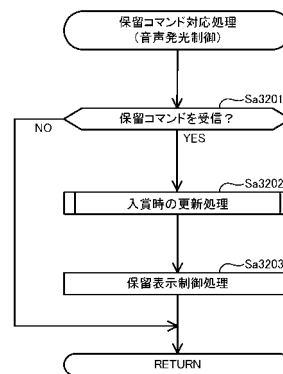 保留コマンド対応処理
(音声発光制御)
Sa3201
保留コマンドを受信?
NO
YES
Sa3202
入賞時の更新処理
Sa3203
保留表示制御処理
RETURN